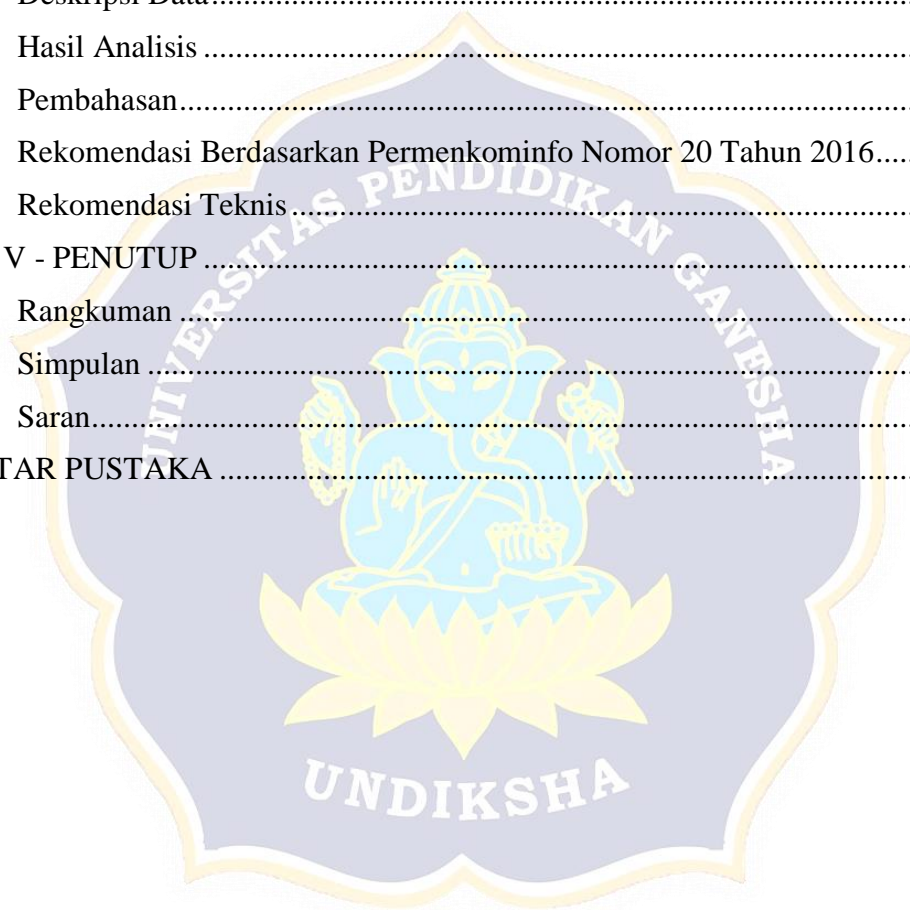 Deskripsi Data................................................
Hasil Analisis................................................
Pembahasan................................................
Rekomendasi Berdasarkan Permenkominfo Nomor 20 Tahun 2016.....
Rekomendasi Teknis................................................
V - PENUTUP................................................
Rangkuman................................................
Simpulan................................................
Saran................................................
TAR PUSTAKA................................................
UNIVERSITAS PENDIDIKAN GANESHA
UNDIKSHA